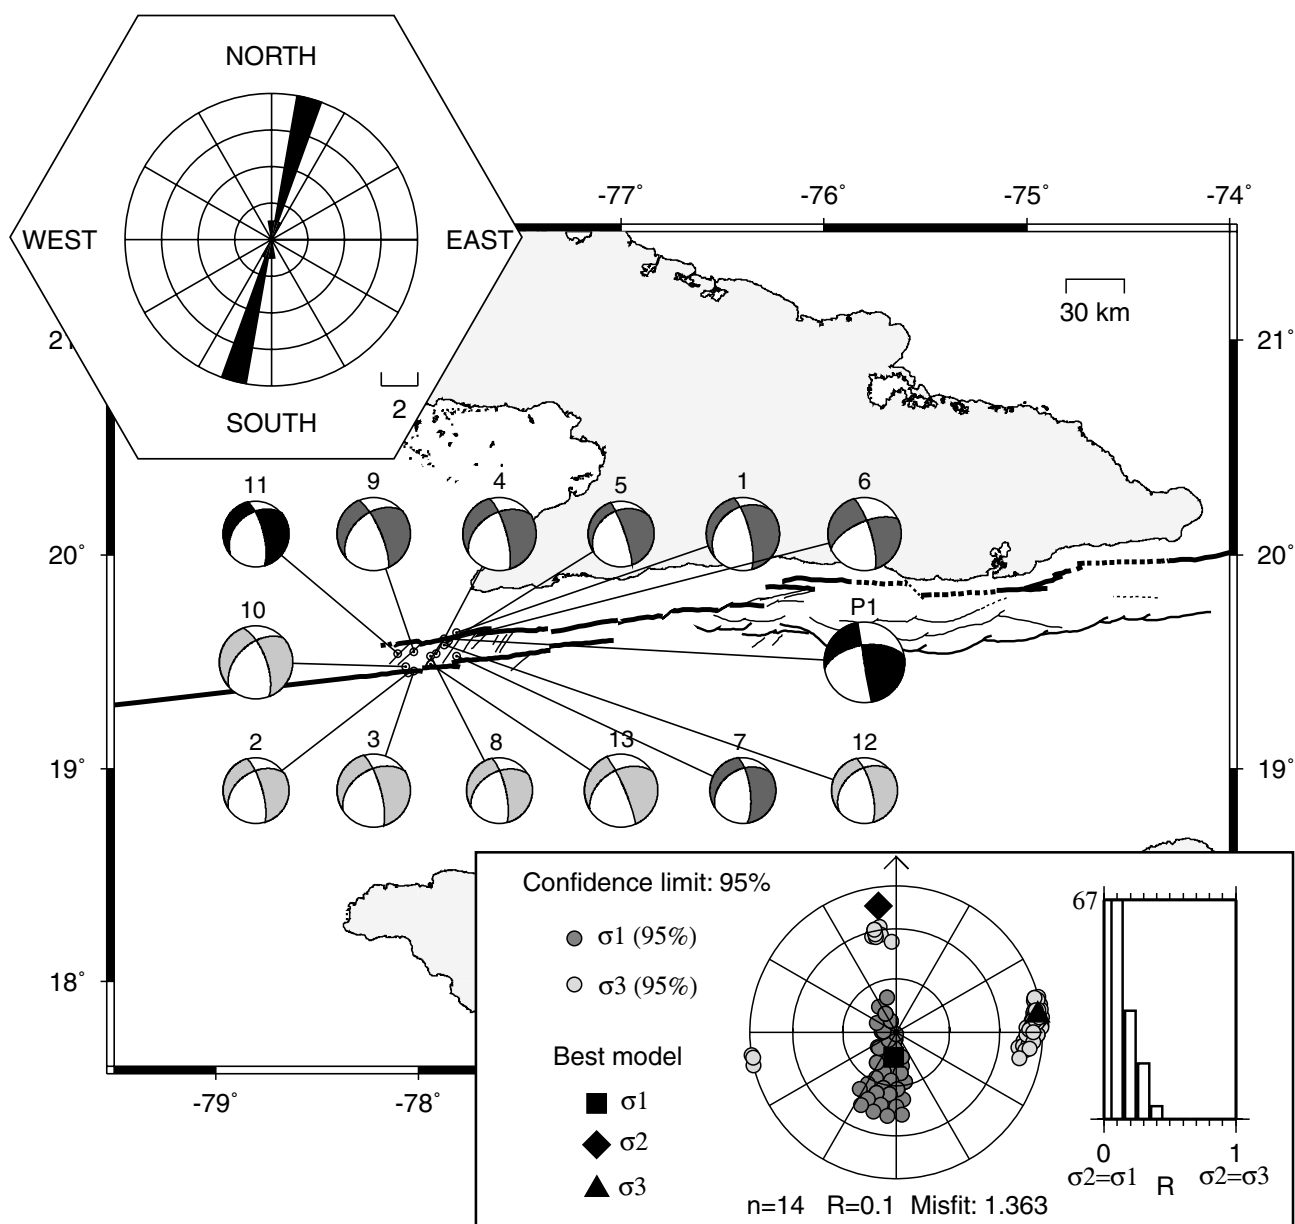 NORTH
WEST
EAST
SOUTH
2
-77
-76
-75
-74˚
30 km
21˚
21˚
20˚
20˚
19˚
19˚
18˚
-79
-78
11
9
4
5
1
6
10
P1
2
3
8
13
7
12
Confidence limit: 95%
σ1 (95%)
σ3 (95%)
Best model
σ1
σ2
σ3
n=14 R=0.1 Misfit: 1.363
67
0
1
σ2=σ1
R
σ2=σ3